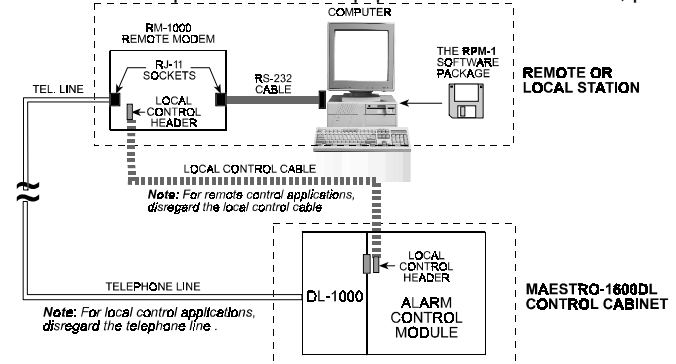 COMPUTER
RM-1000
REMOTE MODEM
RJ-11
SOCKETS
THE RPM-1
SOFTWARE
PACKAGE
REMOTE OR
LOCAL STATION
TEL. LINE
RS-232
CABLE
LOCAL
CONTROL
HEADER
LOCAL CONTROL CABLE
Note: For remote control applications,
disregard the local control cable
LOCAL
CONTROL
HEADER
TELEPHONE LINE
DL-1000
ALARM
CONTROL
MODULE
MAESTRO-1600DL
CONTROL CABINET
Note: For local control applications,
disregard the telephone line .